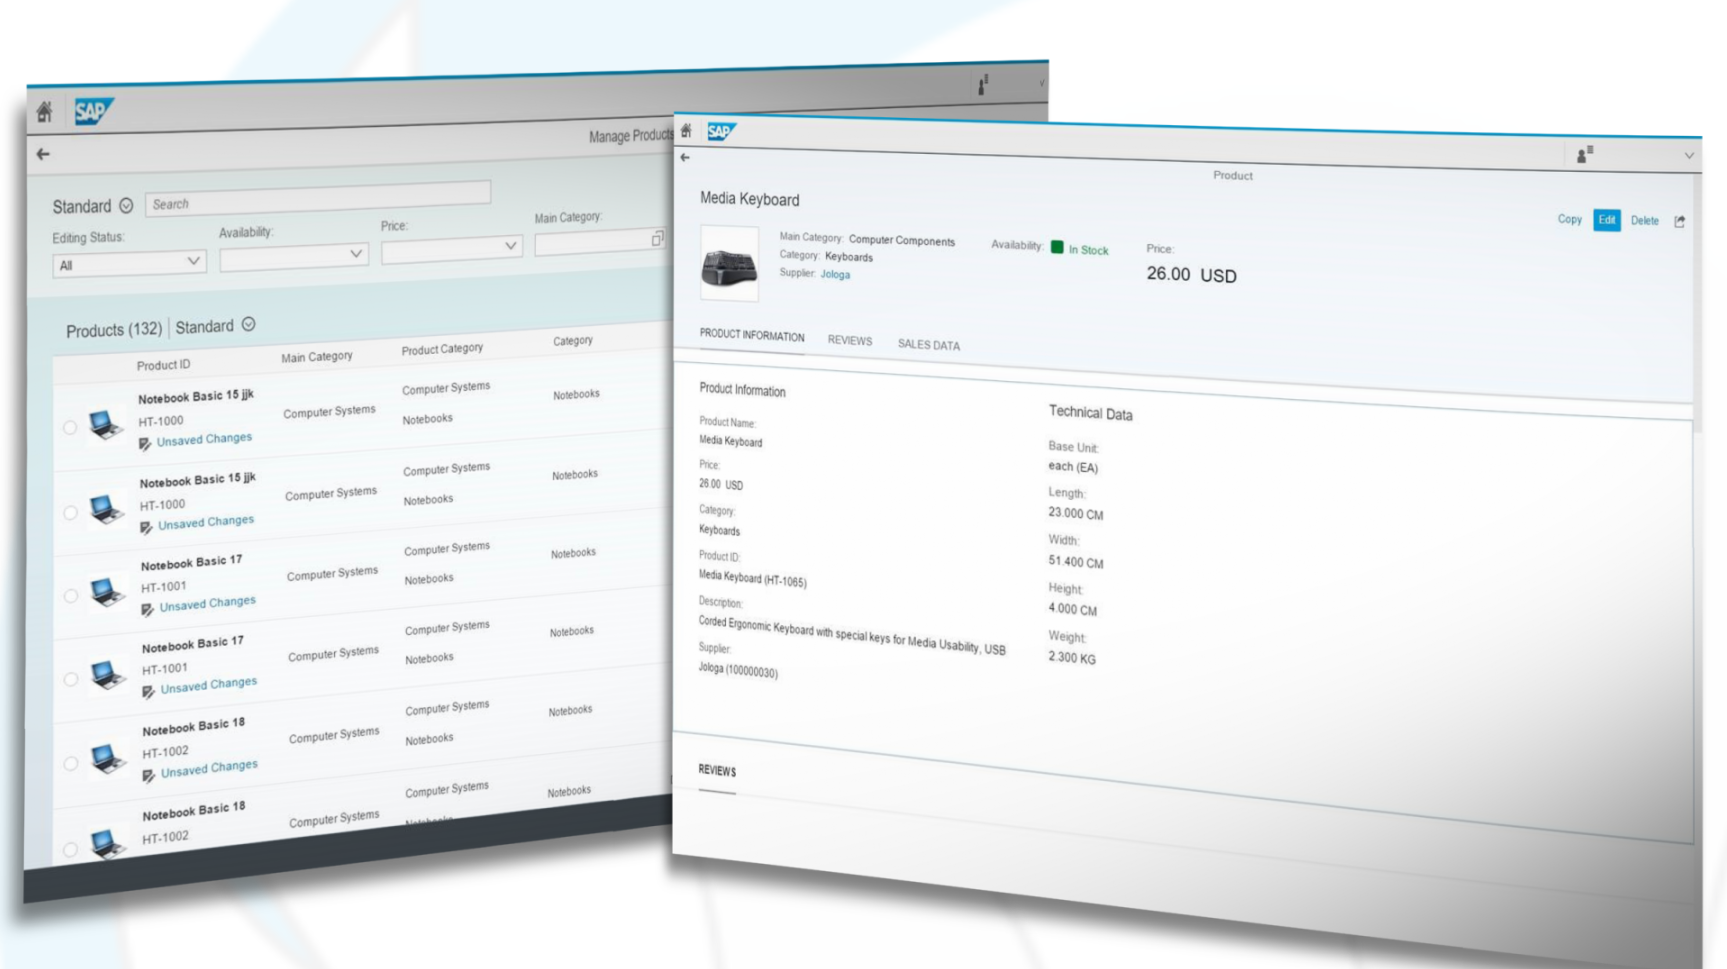 SAP
Manage Products
Standard
Search
Editing Status:
Availability:
Price:
Main Category:
All
Products (132)
Standard
Product ID
Main Category
Product Category
Category
Notebook Basic 15 jjk
HT-1000
Unsaved Changes
Computer Systems
Computer Systems
Notebooks
Notebooks
Notebook Basic 15 jjk
HT-1000
Unsaved Changes
Computer Systems
Computer Systems
Notebooks
Notebooks
Notebook Basic 17
HT-1001
Unsaved Changes
Computer Systems
Computer Systems
Notebooks
Notebooks
Notebook Basic 17
HT-1001
Unsaved Changes
Computer Systems
Computer Systems
Notebooks
Notebooks
Notebook Basic 18
HT-1002
Unsaved Changes
Computer Systems
Computer Systems
Notebooks
Notebooks
Notebook Basic 18
HT-1002
Computer Systems
Computer Systems
Notebooks
SAP
Product
Media Keyboard
Copy Edit Delete
Main Category: Computer Components
Category: Keyboards
Supplier: Jologa
Availability: In Stock
Price:
26.00 USD
PRODUCT INFORMATION
REVIEWS
SALES DATA
Product Information
Product Name:
Media Keyboard
Price:
26.00 USD
Category:
Keyboards
Product ID:
Media Keyboard (HT-1065)
Description:
Corded Ergonomic Keyboard with special keys for Media Usability, USB
Supplier:
Jologa (100000030)
Technical Data
Base Unit:
each (EA)
Length:
23.000 CM
Width:
51.400 CM
Height:
4.000 CM
Weight:
2.300 KG
REVIEWS